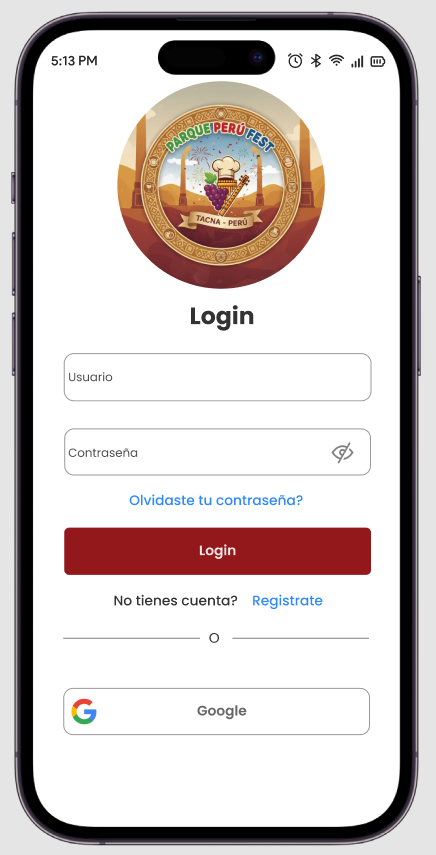 5:13 PM
PARQUE PERÚ FEST
TACNA - PERÚ
Login
Usuario
Contraseña
Olvidaste tu contraseña?
Login
No tienes cuenta? Registrate
O
Google